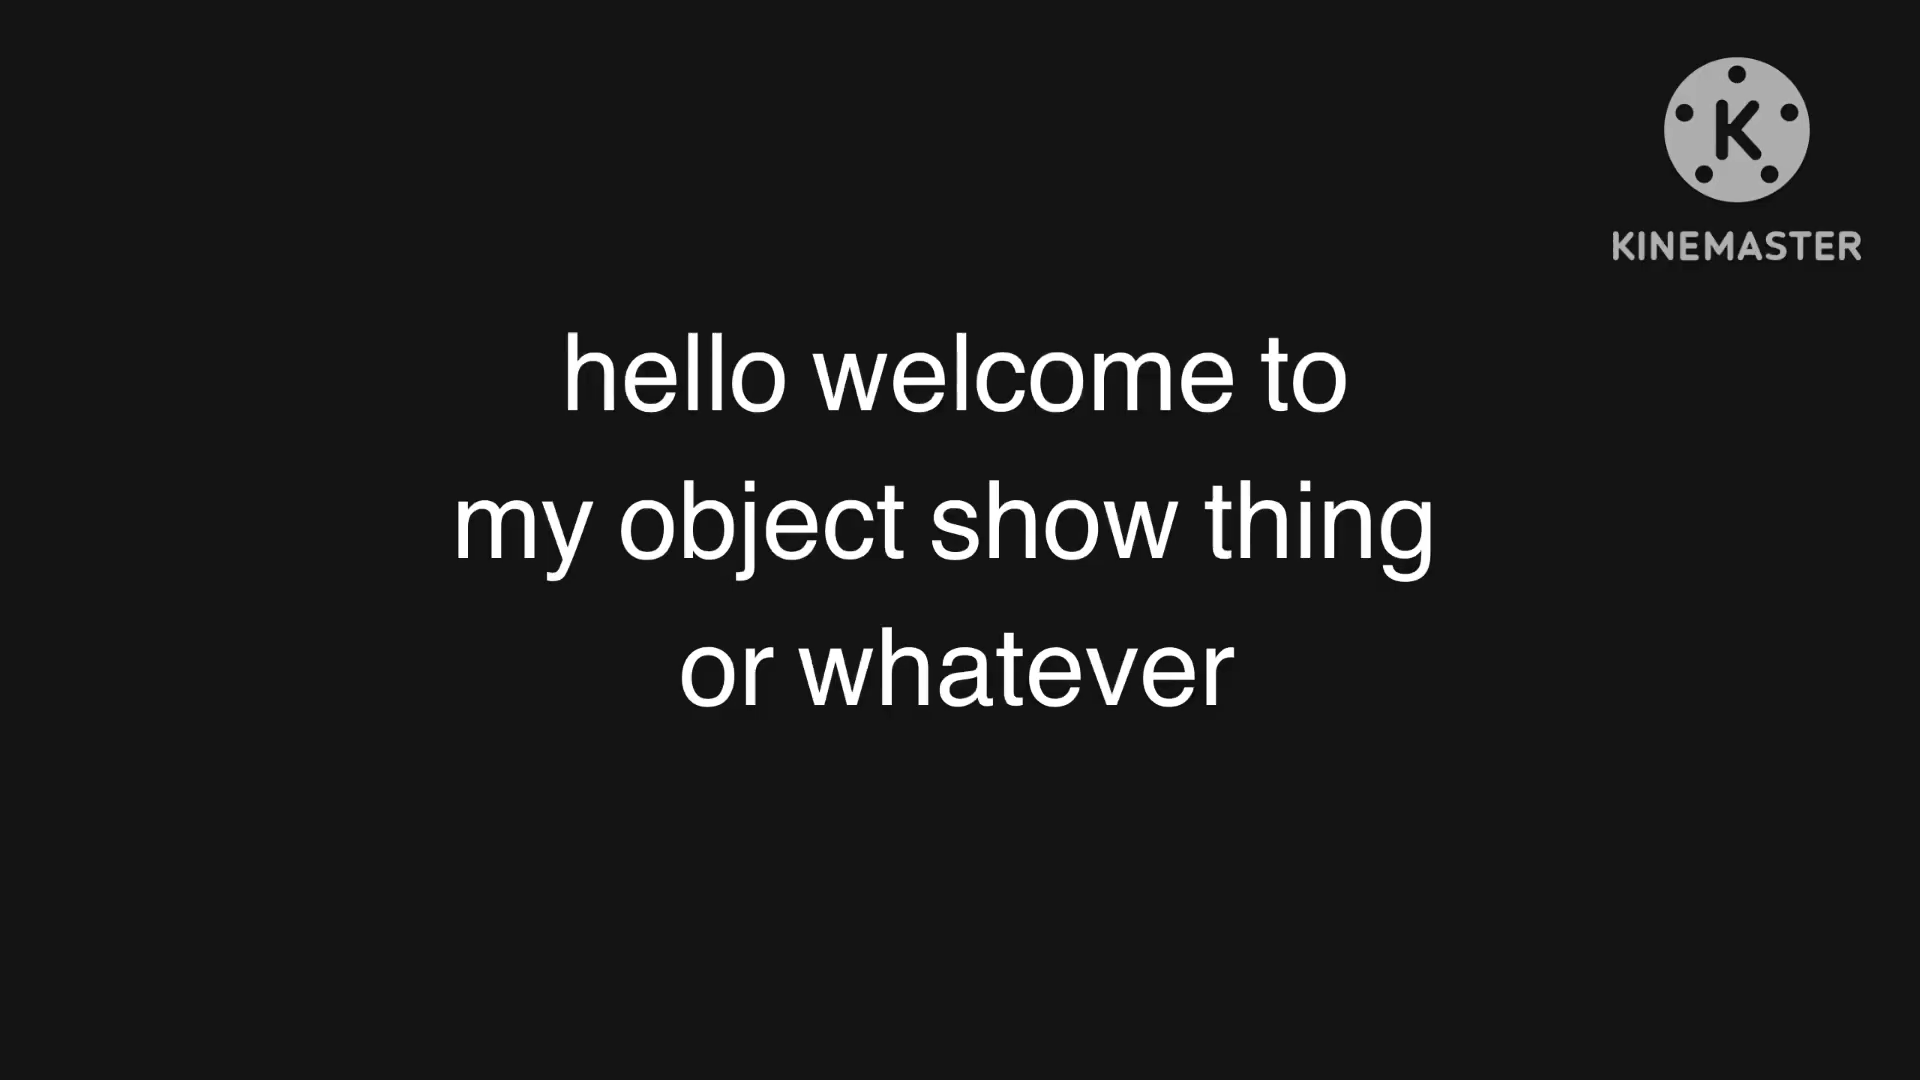 K
KINEMASTER
hello welcome to
my object show thing
or whatever